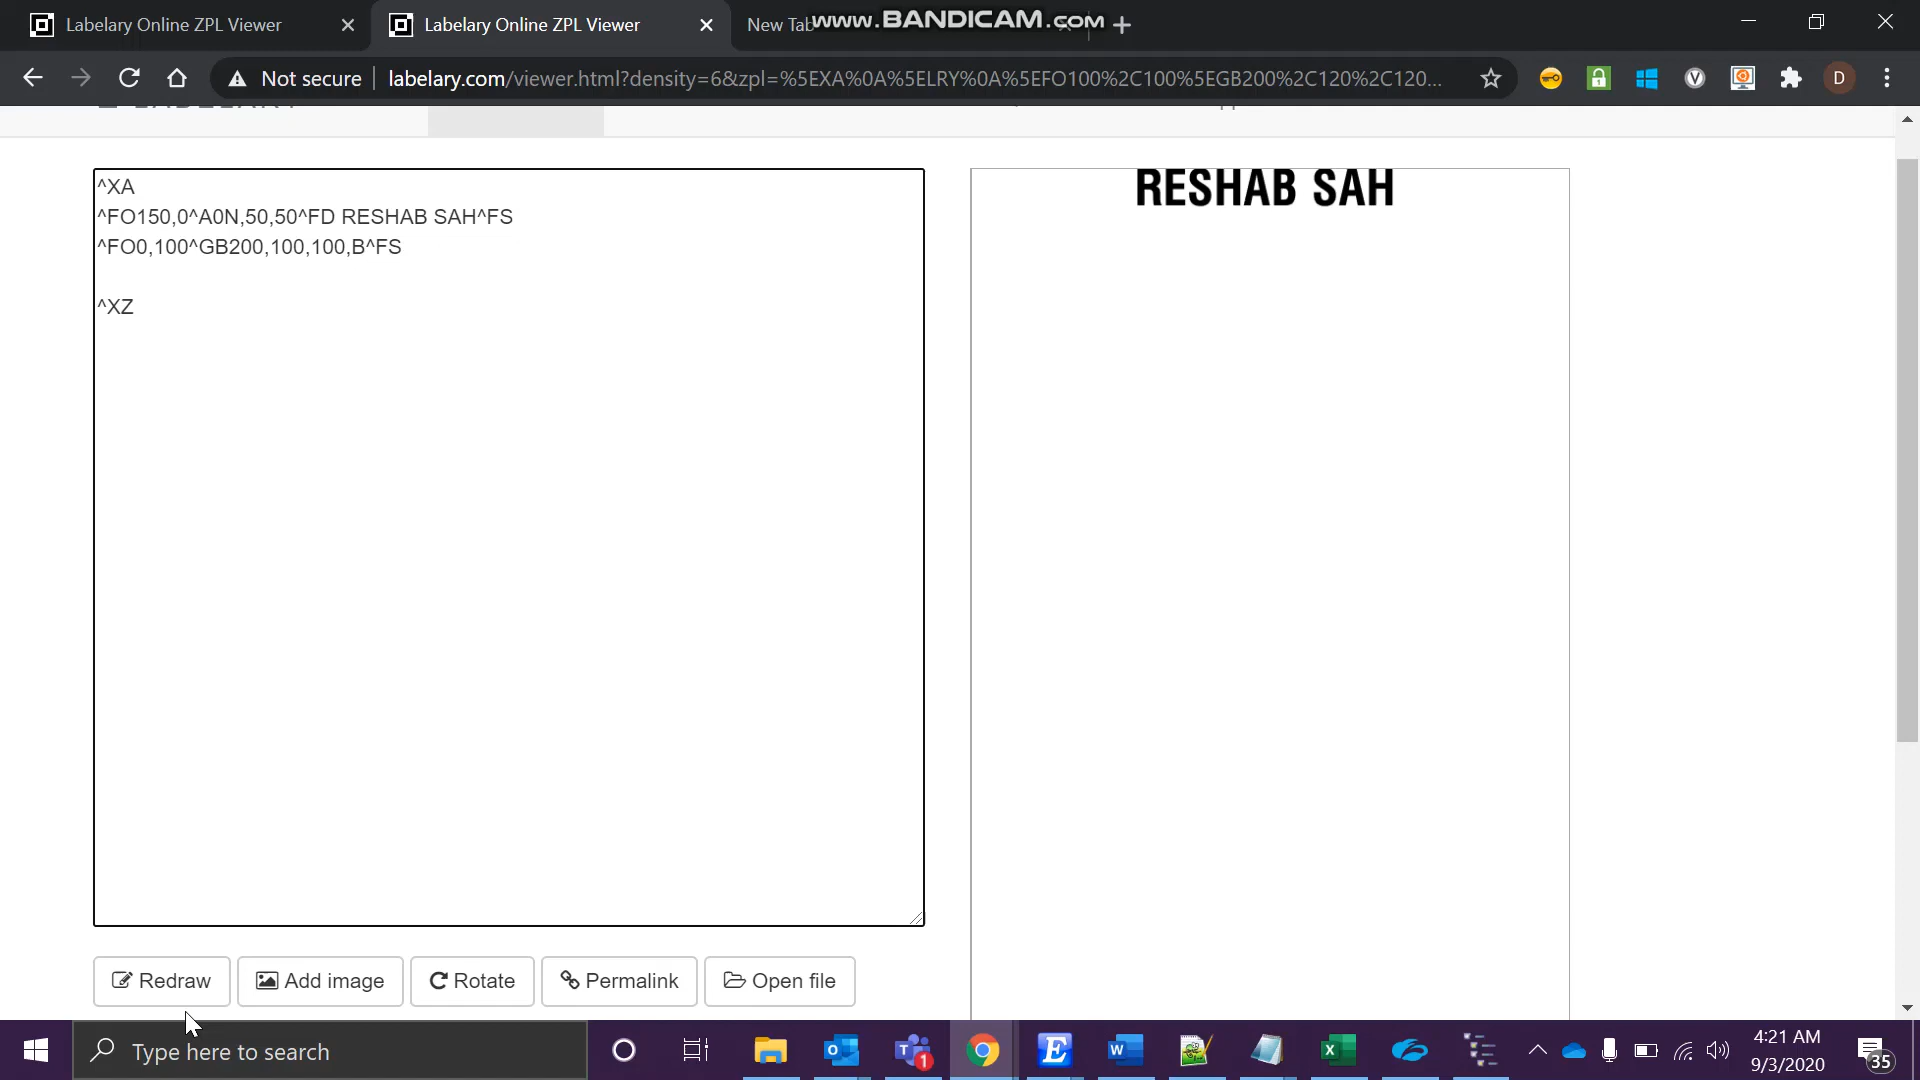 Labelary Online ZPL Viewer
Labelary Online ZPL Viewer
New Tab
www.BANDICAM.com
Not secure
labelary.com/viewer.html?density=6&zpl=%5EXA%0A%5ELRY%0A%5EFO100%2C100%5EGB200%2C120%2C120...
D
^XA
^FO150,0^A0N,50,50^FD RESHAB SAH^FS
^FO0,100^GB200,100,100,B^FS
^XZ
RESHAB SAH
Redraw
Add image
Rotate
Permalink
Open file
Type here to search
1
4:21 AM
9/3/2020
35